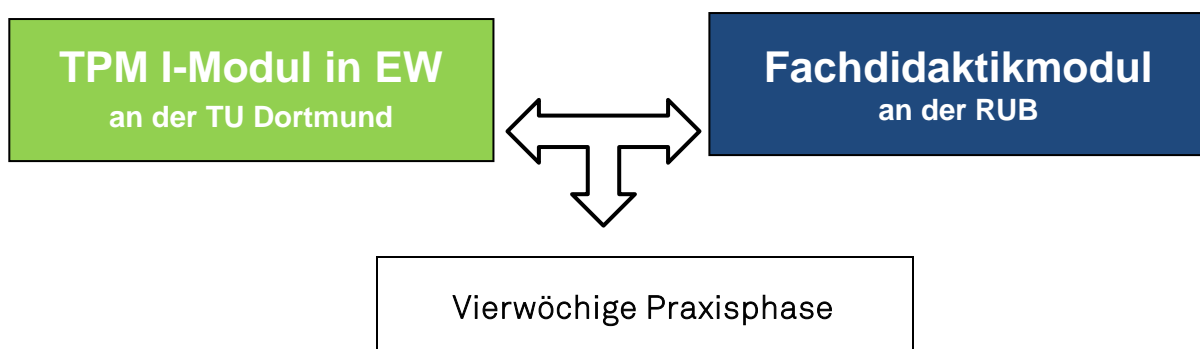 TPM I-Modul in EW
an der TU Dortmund
Fachdidaktikmodul
an der RUB
Vierwöchige Praxisphase